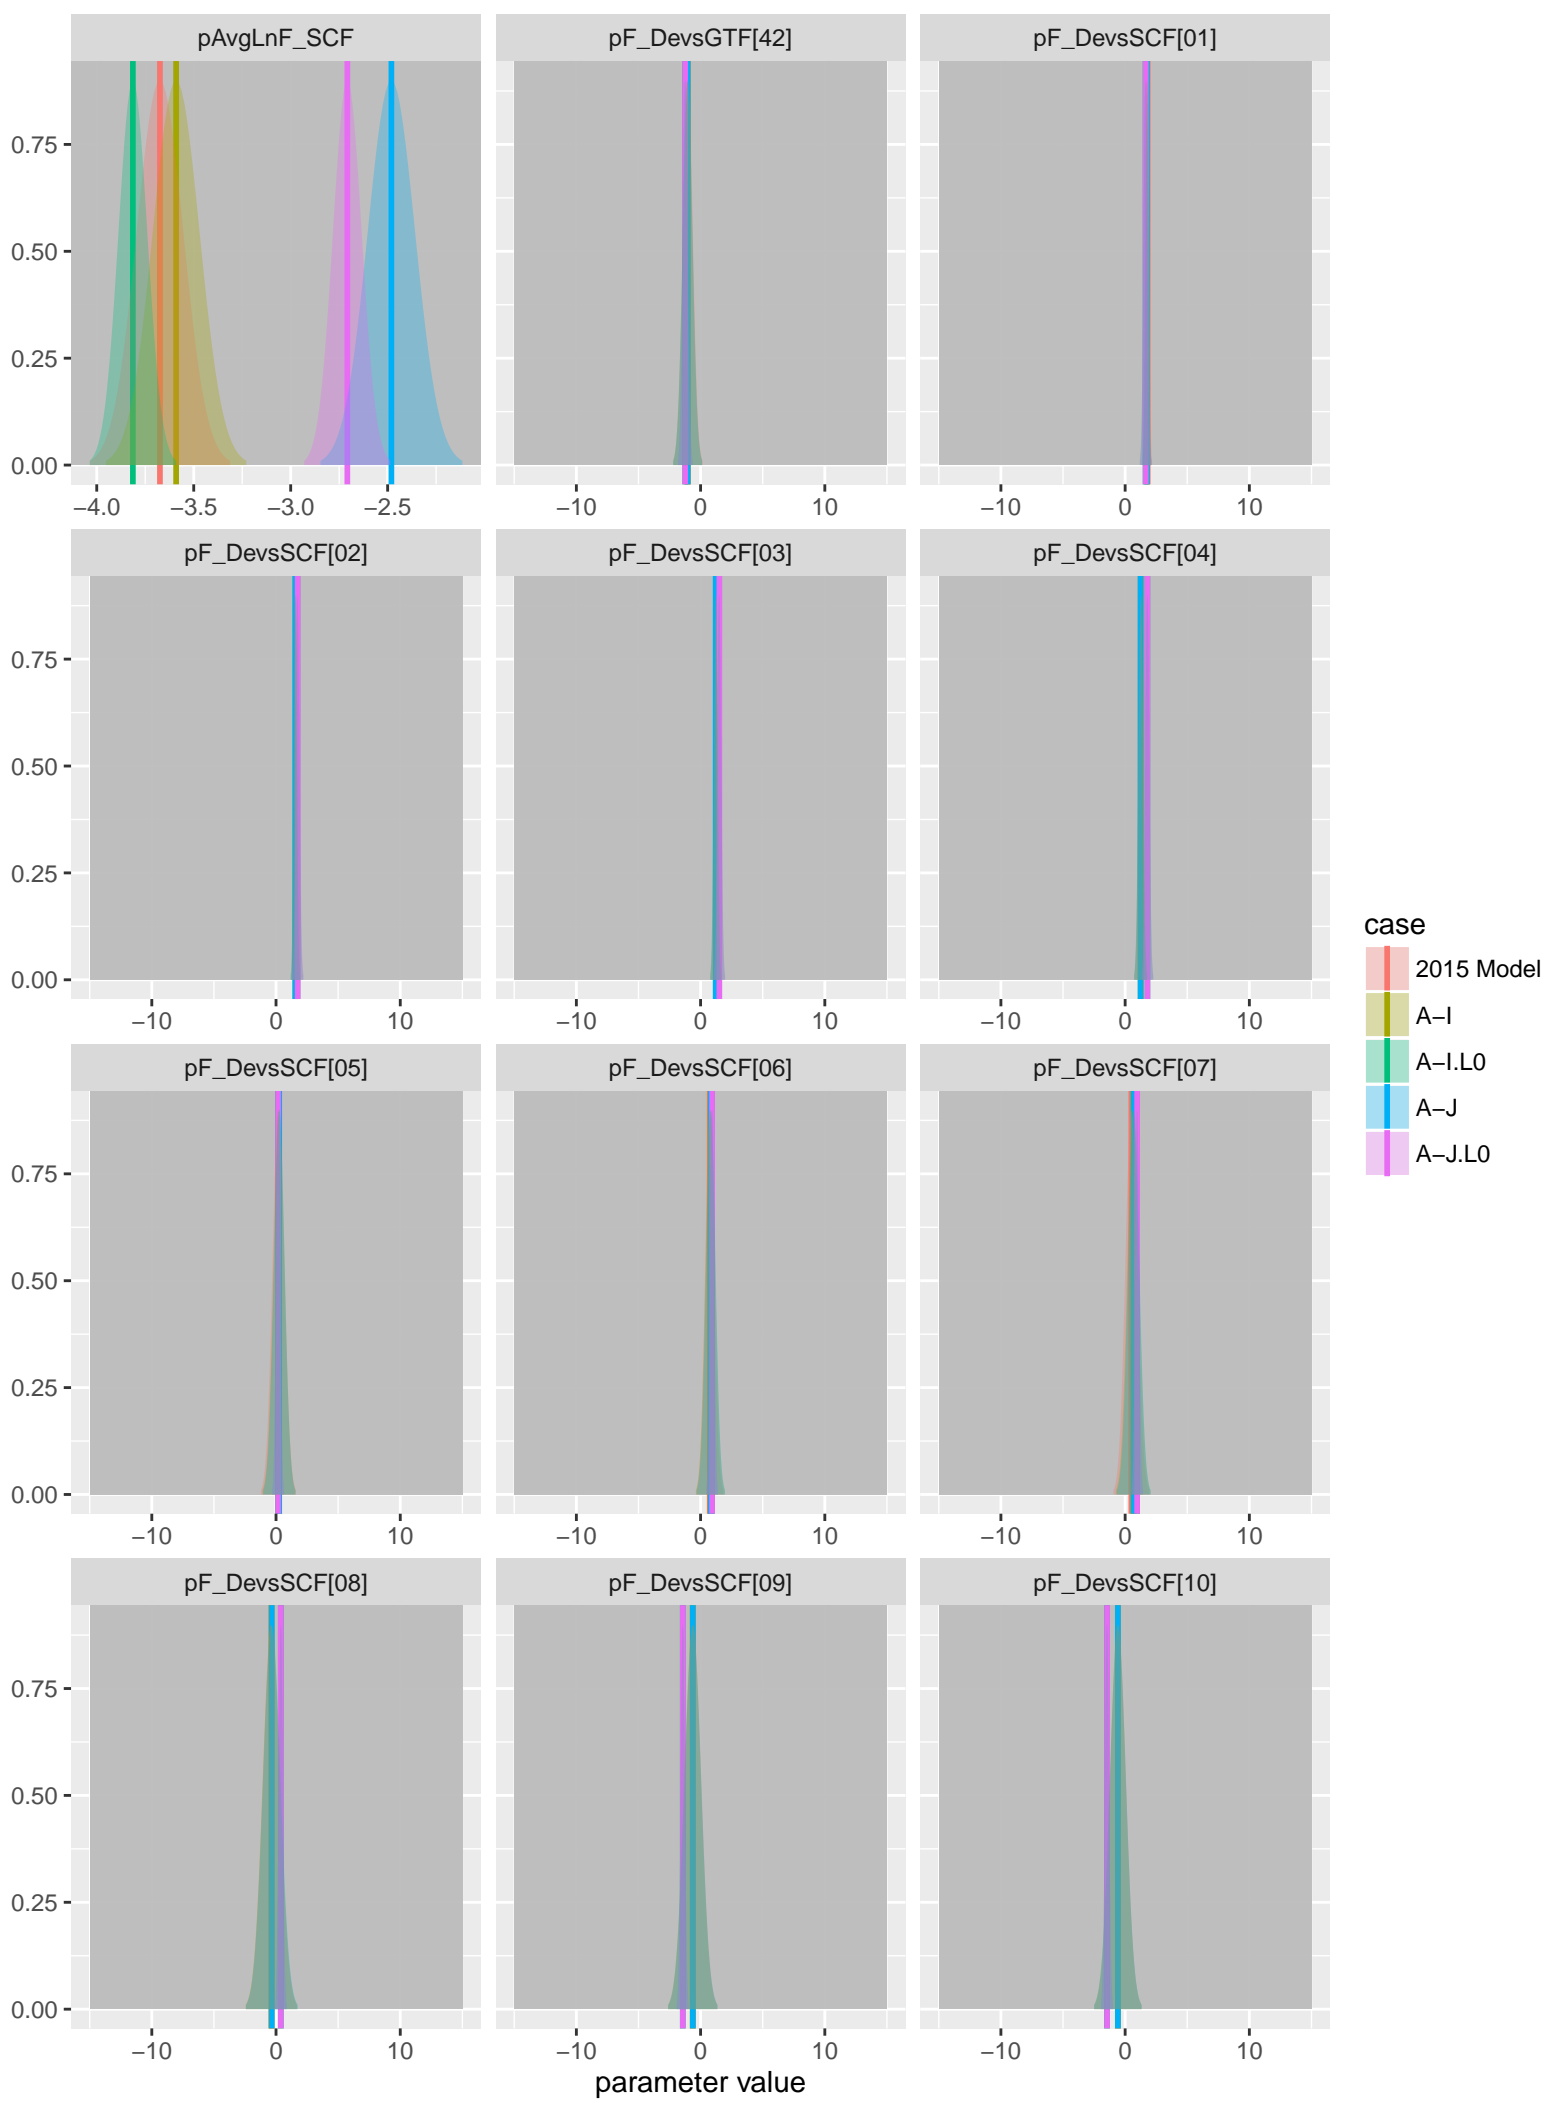 pAvgLnF_SCF
pF_DevsGTF[42]
pF_DevsSCF[01]
0.75
0.50
0.25
0.00
−4.0 −3.5 −3.0 −2.5
−10 0 10
−10 0 10
pF_DevsSCF[02]
pF_DevsSCF[03]
pF_DevsSCF[04]
0.75
0.50
0.25
0.00
−10 0 10
−10 0 10
−10 0 10
case
2015 Model
A−I
A−I.L0
A−J
A−J.L0
pF_DevsSCF[05]
pF_DevsSCF[06]
pF_DevsSCF[07]
0.75
0.50
0.25
0.00
−10 0 10
−10 0 10
−10 0 10
pF_DevsSCF[08]
pF_DevsSCF[09]
pF_DevsSCF[10]
0.75
0.50
0.25
0.00
−10 0 10
−10 0 10
−10 0 10
parameter value